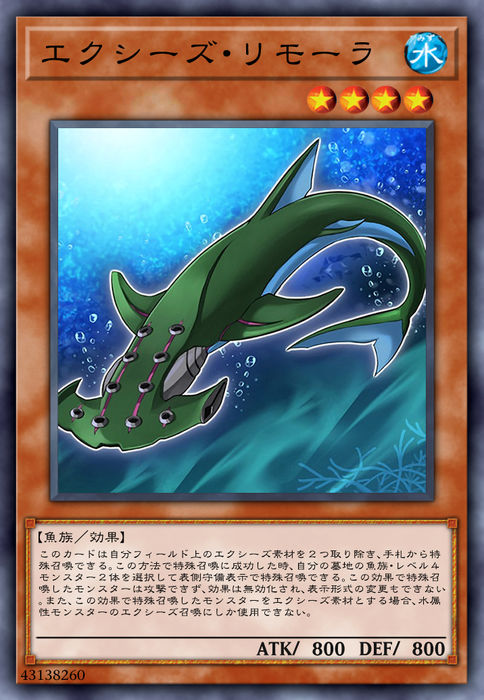 エクシーズ・リモーラ
みず
水
【魚族／効果】
このカードは自分フィールド上のエクシーズ素材を２つ取り除き、手札から特
殊召喚できる。この方法で特殊召喚に成功した時、自分の墓地の魚族・レベル４
モンスター２体を選択して表側守備表示で特殊召喚できる。この効果で特殊召
喚したモンスターは攻撃できず、効果は無効化され、表示形式の変更もできない
。また、この効果で特殊召喚したモンスターをエクシーズ素材とする場合、水属
性モンスターのエクシーズ召喚にしか使用できない。
ATK/ 800 DEF/ 800
43138260